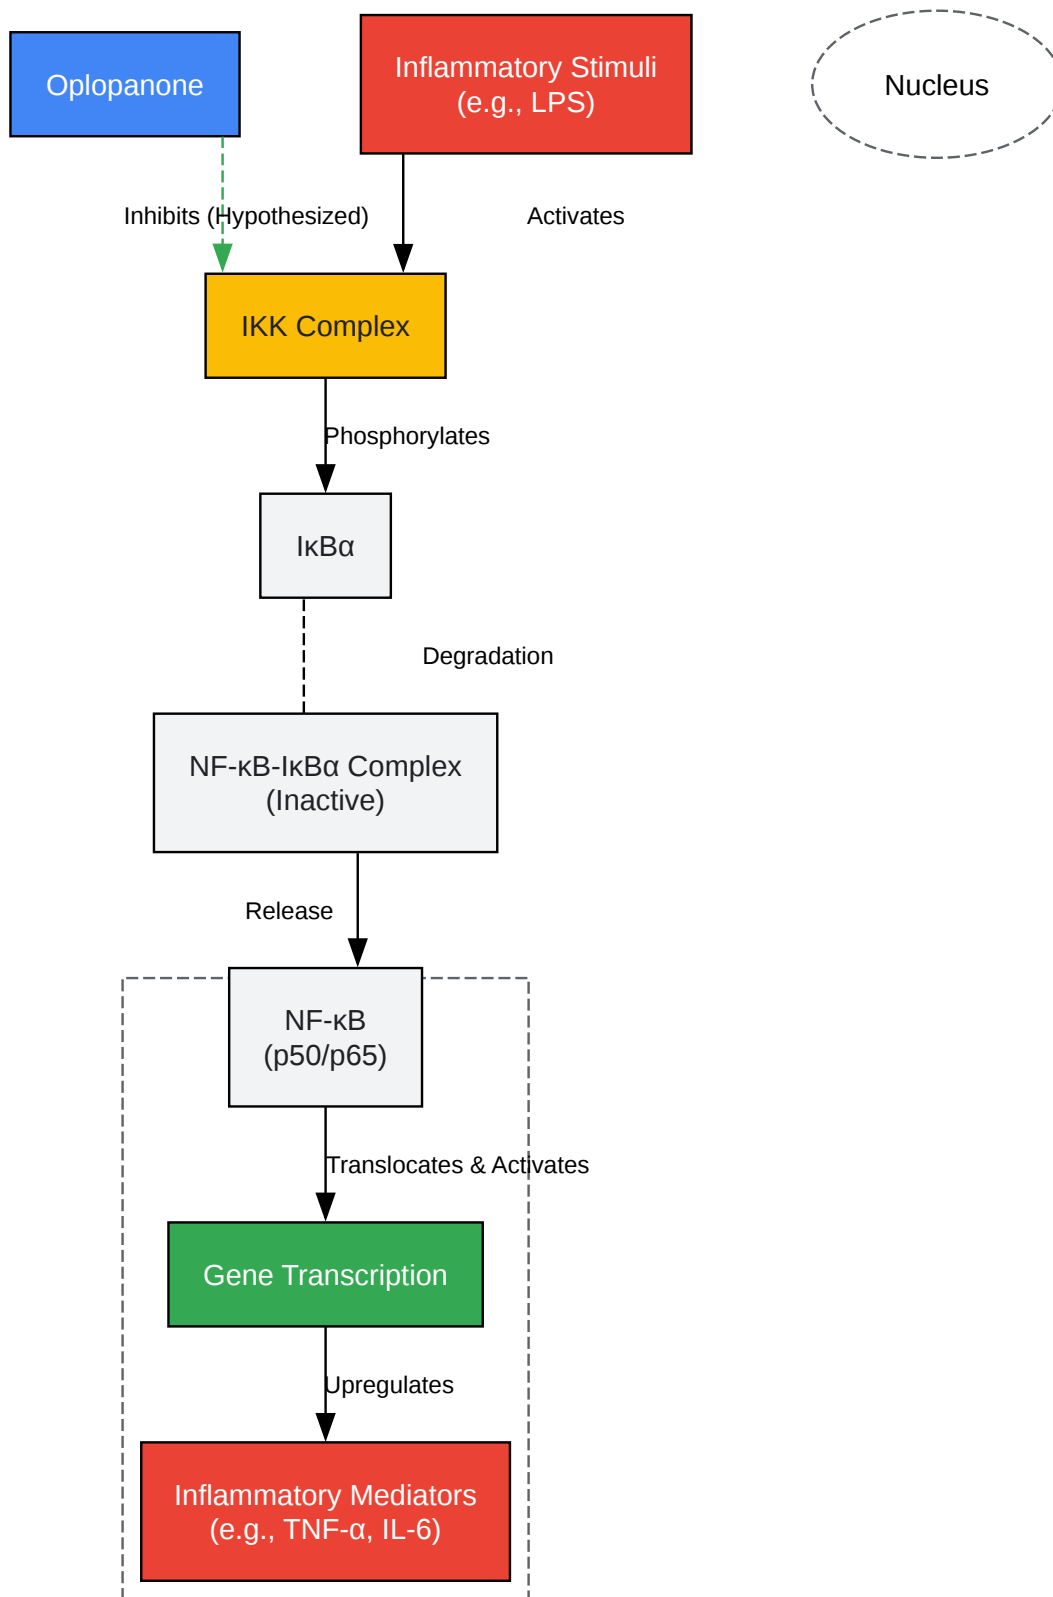 Oplopanone
Inflammatory Stimuli
(e.g., LPS)
Nucleus
Inhibits (Hypothesized)
Activates
IKK Complex
Phosphorylates
IκBα
Degradation
NF-κB-IκBα Complex
(Inactive)
Release
NF-κB
(p50/p65)
Translocates & Activates
Gene Transcription
Upregulates
Inflammatory Mediators
(e.g., TNF-α, IL-6)